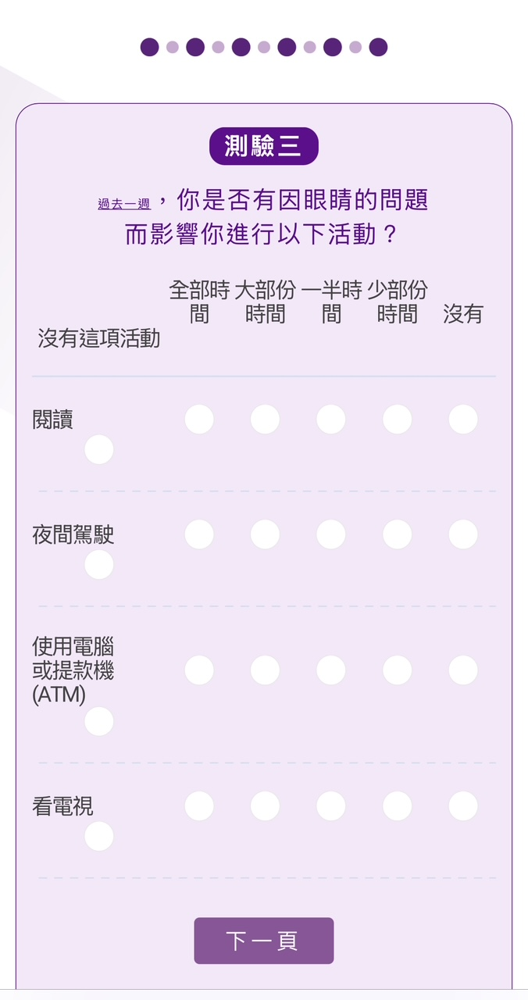 測驗三
過去一週，你是否有因眼睛的問題
而影響你進行以下活動？
全部時間 大部份時間 一半時間 少部份時間 沒有
沒有這項活動
閱讀
夜間駕駛
使用電腦
或提款機
(ATM)
看電視
下一頁